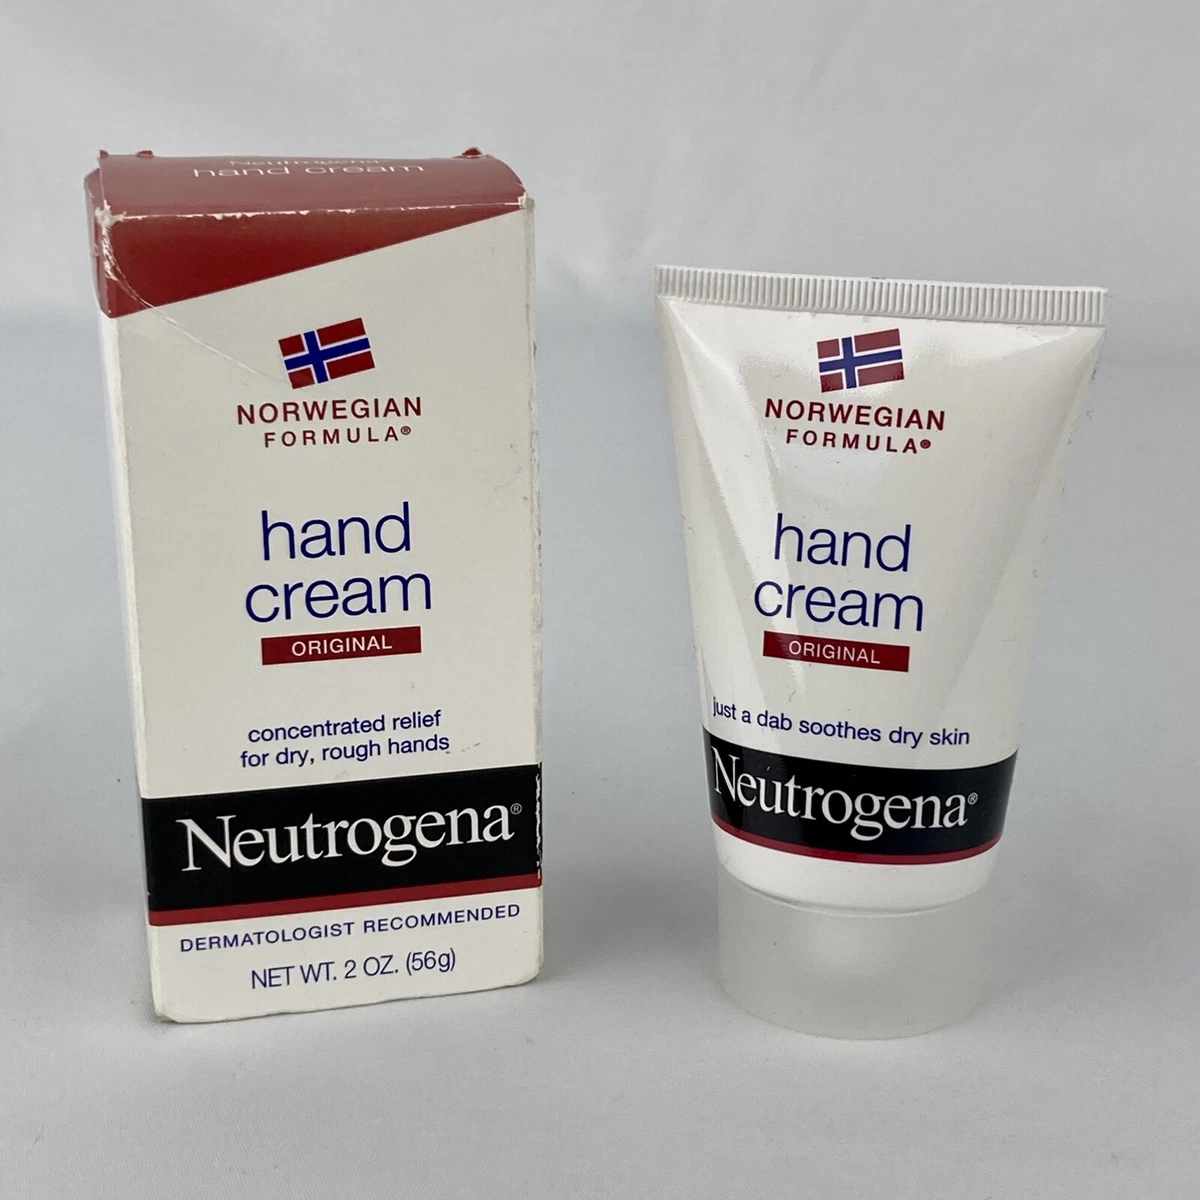 Neutrogena
hand cream
NORWEGIAN
FORMULA®
hand
cream
ORIGINAL
concentrated relief
for dry, rough hands
Neutrogena®
DERMATOLOGIST RECOMMENDED
NET WT. 2 OZ. (56g)
NORWEGIAN
FORMULA®
hand
cream
ORIGINAL
just a dab soothes dry skin
Neutrogena®